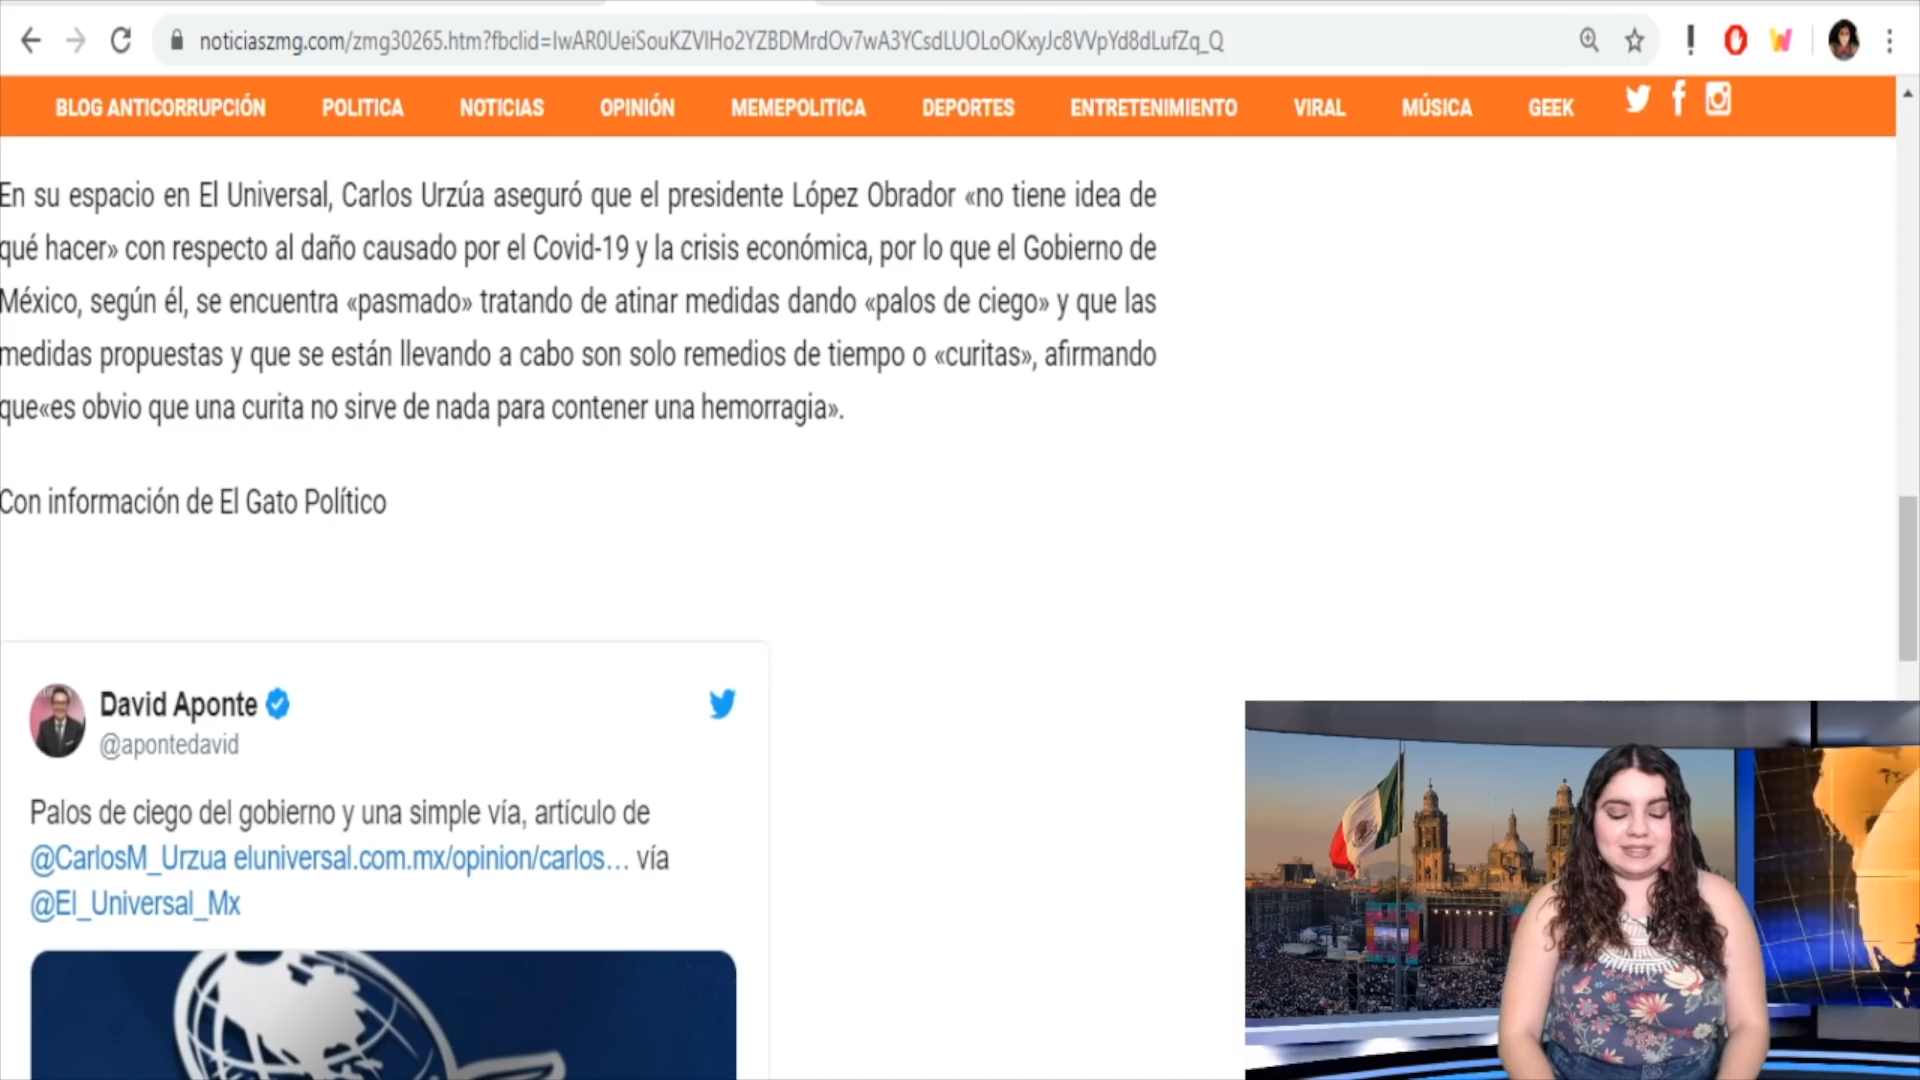 noticiaszmg.com/zmg30265.htm?fbclid=IwAR0UeiSouKZVIHo2YZBDMrdOv7wA3YCsdLUOLoOKxyJc8VVpYd8dLufZq_Q
BLOG ANTICORRUPCIÓN POLITICA NOTICIAS OPINIÓN MEMEPOLITICA DEPORTES ENTRETENIMIENTO VIRAL MÚSICA GEEK
En su espacio en El Universal, Carlos Urzúa aseguró que el presidente López Obrador «no tiene idea de
qué hacer» con respecto al daño causado por el Covid-19 y la crisis económica, por lo que el Gobierno de
México, según él, se encuentra «pasmado» tratando de atinar medidas dando «palos de ciego» y que las
medidas propuestas y que se están llevando a cabo son solo remedios de tiempo o «curitas», afirmando
que«es obvio que una curita no sirve de nada para contener una hemorragia».
Con información de El Gato Político
David Aponte
@apontedavid
Palos de ciego del gobierno y una simple vía, artículo de
@CarlosM_Urzua eluniversal.com.mx/opinion/carlos… vía
@El_Universal_Mx